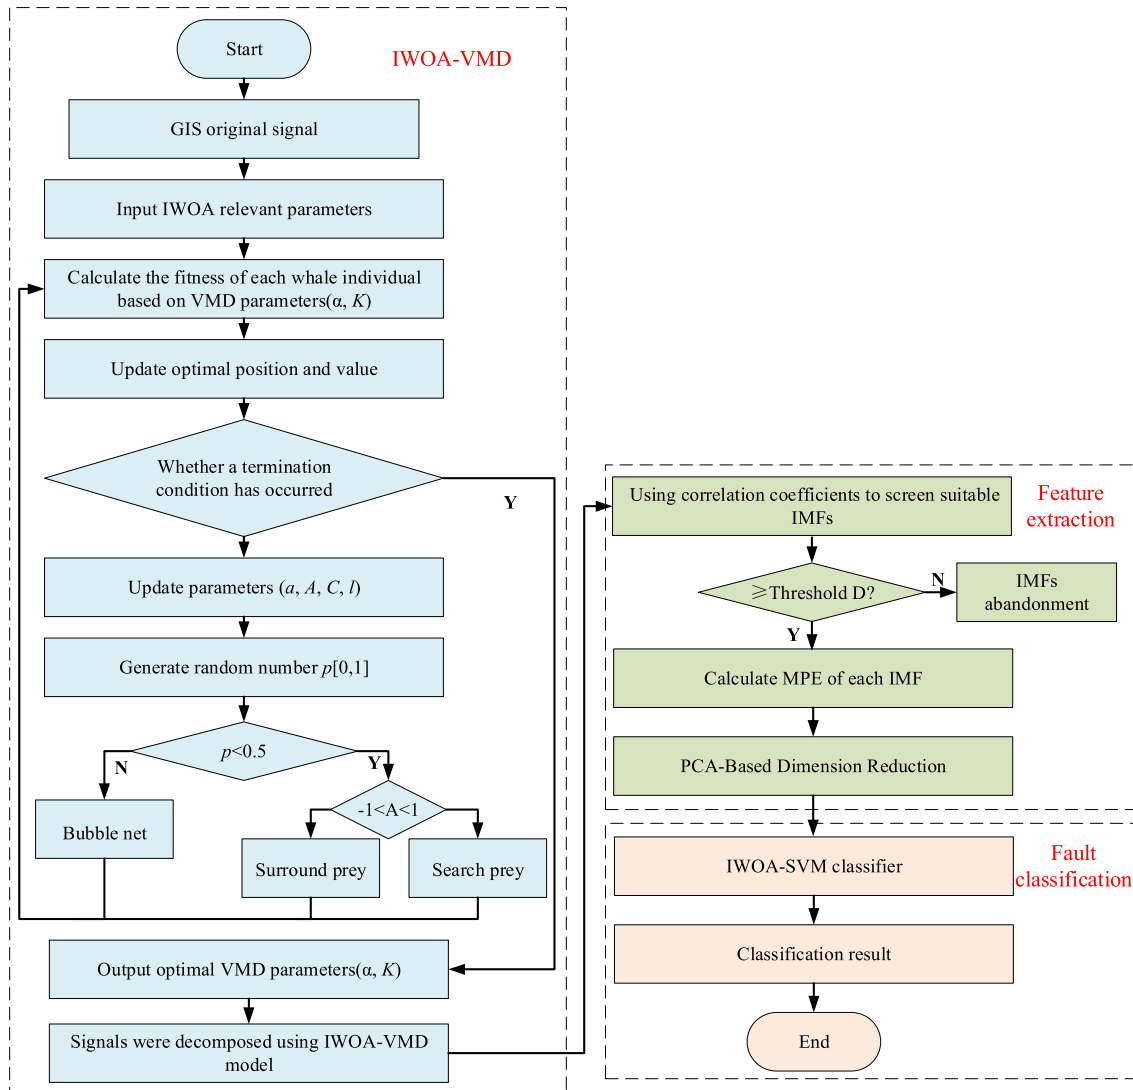 Start
IWOA-VMD
GIS original signal
Input IWOA relevant parameters
Calculate the fitness of each whale individual
based on VMD parameters(α, K)
Update optimal position and value
Whether a termination
condition has occurred
Y
Update parameters (a, A, C, l)
Generate random number p[0,1]
p<0.5
N
Y
-1<A<1
Bubble net
Surround prey
Search prey
Output optimal VMD parameters(α, K)
Signals were decomposed using IWOA-VMD
model
Using correlation coefficients to screen suitable
IMFs
Feature
extraction
≥Threshold D?
N
IMFs
abandonment
Y
Calculate MPE of each IMF
PCA-Based Dimension Reduction
IWOA-SVM classifier
Fault
classification
Classification result
End